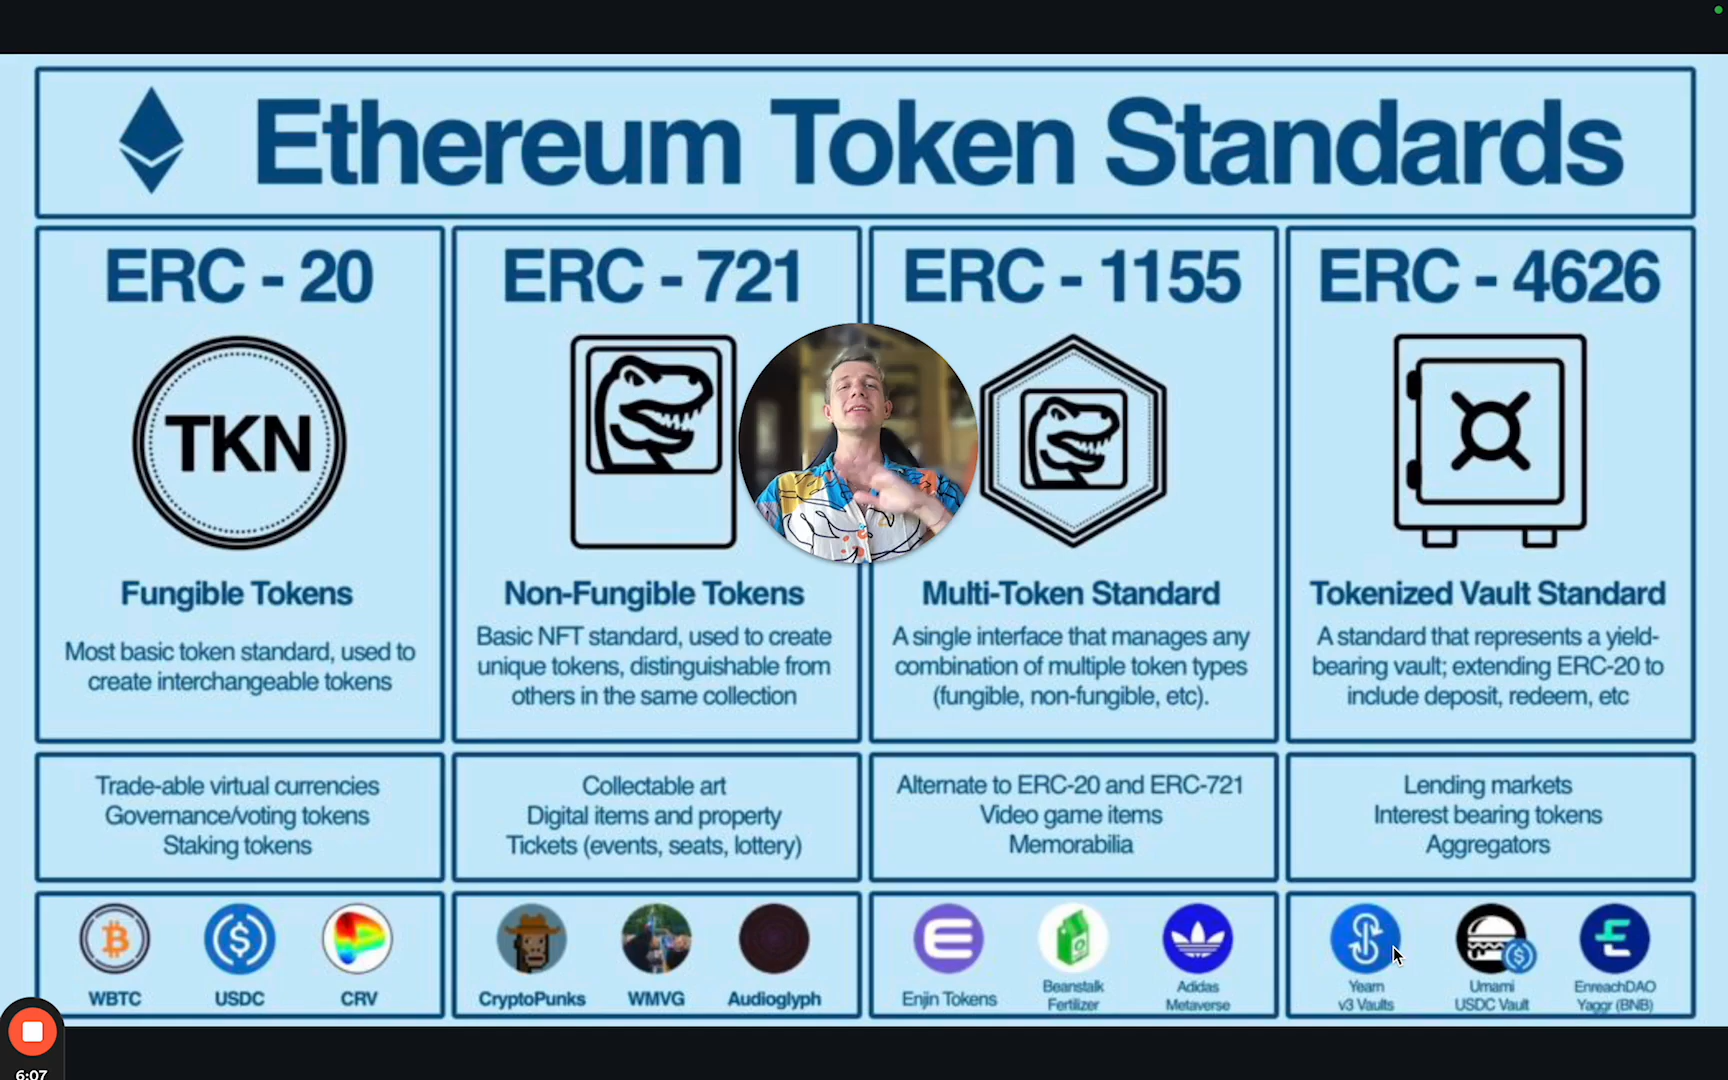 Ethereum Token Standards
ERC - 20
TKN
Fungible Tokens
Most basic token standard, used to
create interchangeable tokens
Trade-able virtual currencies
Governance/voting tokens
Staking tokens
WBTC
USDC
CRV
ERC - 721
Non-Fungible Tokens
Basic NFT standard, used to create
unique tokens, distinguishable from
others in the same collection
Collectable art
Digital items and property
Tickets (events, seats, lottery)
CryptoPunks
WMVG
Audioglyph
ERC - 1155
Multi-Token Standard
A single interface that manages any
combination of multiple token types
(fungible, non-fungible, etc).
Alternate to ERC-20 and ERC-721
Video game items
Memorabilia
Enjin Tokens
Beanstalk
Fertilizer
Adidas
Metaverse
ERC - 4626
Tokenized Vault Standard
A standard that represents a yield-
bearing vault; extending ERC-20 to
include deposit, redeem, etc
Lending markets
Interest bearing tokens
Aggregators
Yearn
v3 Vaults
Umami
USDC Vault
EnreachDAO
Yaggr (BNB)
6:07